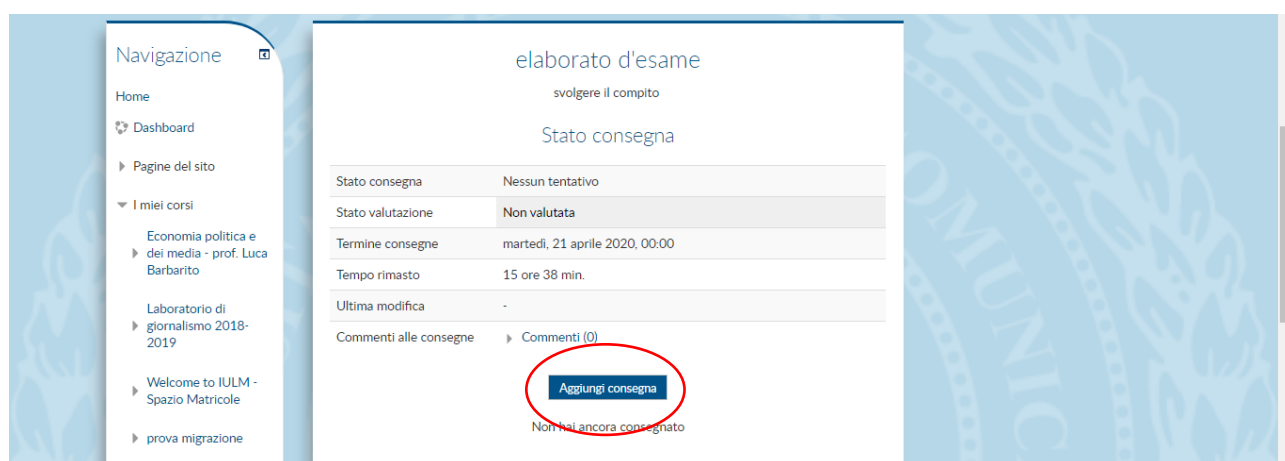 Navigazione
Home
Dashboard
Pagine del sito
I miei corsi
Economia politica e
dei media - prof. Luca
Barbarito
Laboratorio di
giornalismo 2018-
2019
Welcome to IULM -
Spazio Matricole
prova migrazione
elaborato d'esame
svolgere il compito
Stato consegna
Stato consegna Nessun tentativo
Stato valutazione Non valutata
Termine consegne martedì, 21 aprile 2020, 00:00
Tempo rimasto 15 ore 38 min.
Ultima modifica -
Commenti alle consegne Commenti (0)
Aggiungi consegna
Non hai ancora consegnato
OMUNIC